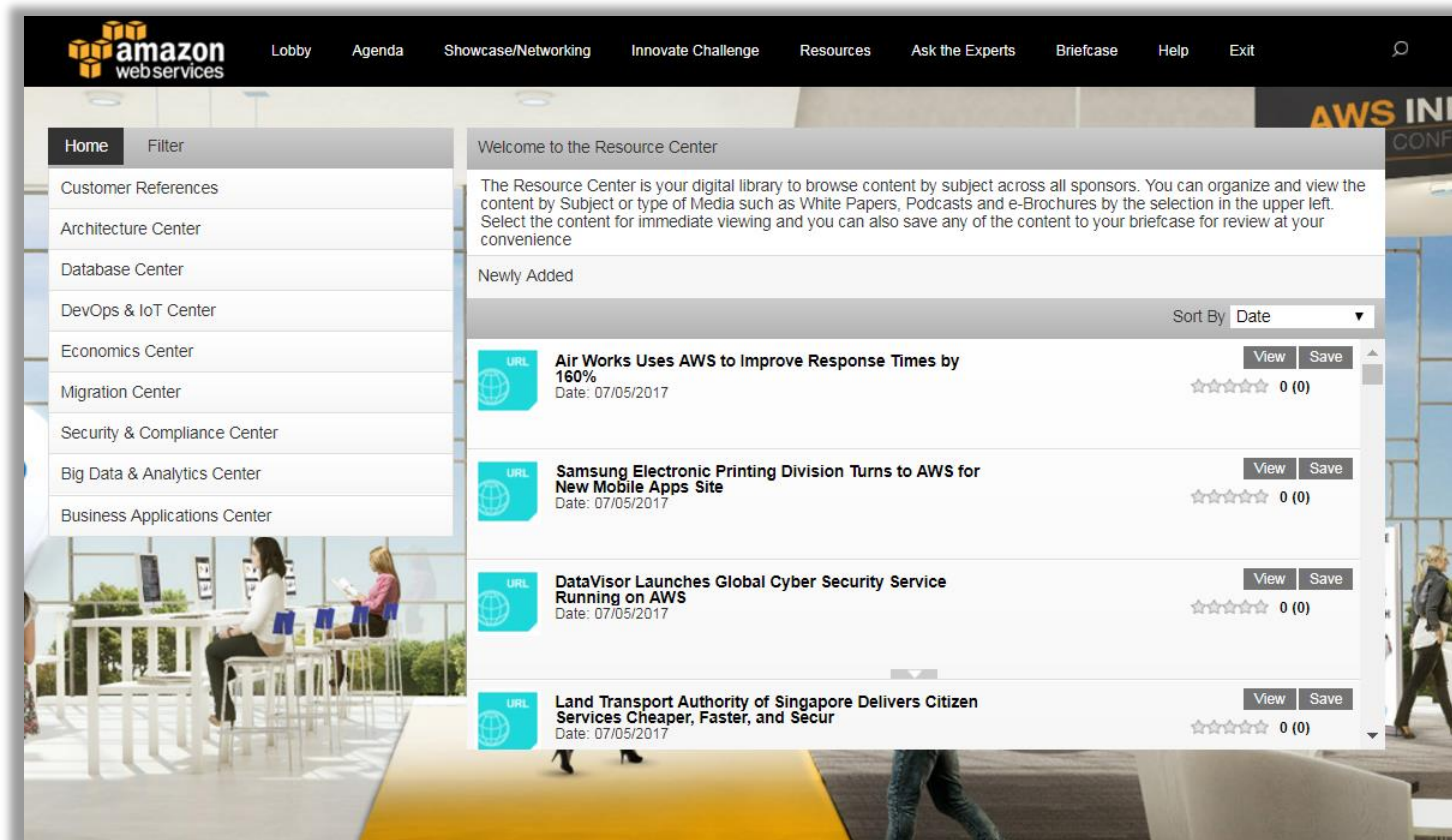 amazon
web services
Lobby Agenda Showcase/Networking Innovate Challenge Resources Ask the Experts Briefcase Help Exit
AWS
Home Filter
Customer References
Architecture Center
Database Center
DevOps & IoT Center
Economics Center
Migration Center
Security & Compliance Center
Big Data & Analytics Center
Business Applications Center
Welcome to the Resource Center
The Resource Center is your digital library to browse content by subject across all sponsors. You can organize and view the
content by Subject or type of Media such as White Papers, Podcasts and e-Brochures by the selection in the upper left.
Select the content for immediate viewing and you can also save any of the content to your briefcase for review at your
convenience
Newly Added
Sort By Date
URL
Air Works Uses AWS to Improve Response Times by
160%
Date: 07/05/2017
View Save
0 (0)
URL
Samsung Electronic Printing Division Turns to AWS for
New Mobile Apps Site
Date: 07/05/2017
View Save
0 (0)
URL
DataVisor Launches Global Cyber Security Service
Running on AWS
Date: 07/05/2017
View Save
0 (0)
URL
Land Transport Authority of Singapore Delivers Citizen
Services Cheaper, Faster, and Secur
Date: 07/05/2017
View Save
0 (0)